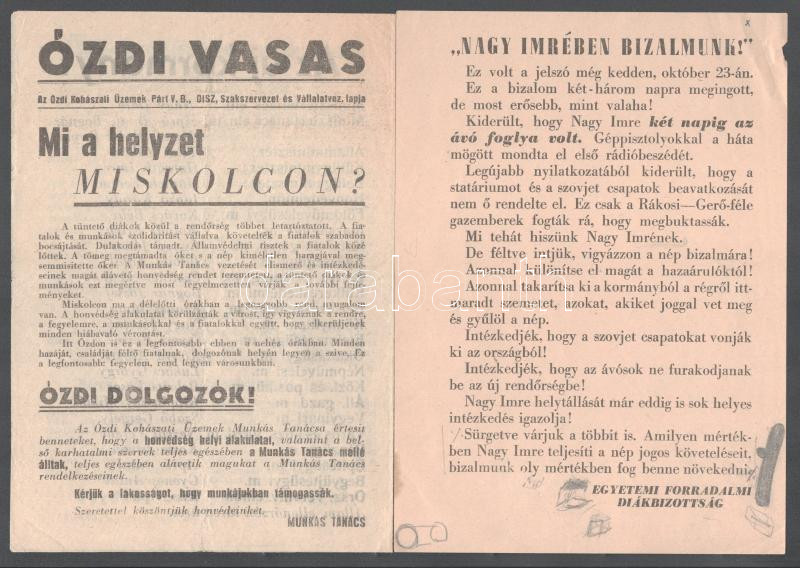 ÓZDI VASAS
Az Ózdi Kohászati Üzemek Párt V. B., DISZ, Szakszervezet és Vállalatvez. lapja
Mi a helyzet
MISKOLCON?
A tüntető diákok közül a rendőrség többet letartóztatott. A fia-
talok és munkások szolidaritást vállalva követelték a fiatalok szabadon
bocsájtását. Dulakodás támadt. Államvédelmi tisztek a fiatalok közé
lőttek. A tömeg megtámadta őket s a nép kíméletlen haragjával meg-
semmisítette őket. A Munkás Tanács vezetését elismerő és intézkedé-
seinek magát alávető honvédség rendet teremtett, a tüntető diákok és
munkások ezt megértve most fegyelmezetten várják a további fejle-
ményeket.
Miskolcon ma a délelőtti órákban a legnagyobb rend, nyugalom
van. A honvédség alakulatai körülzárták a várost, így vigyáznak a rendre,
a fegyelemre, a munkásokkal és a fiatalokkal együtt, hogy elkerüljenek
minden hiábavaló vérontást.
Itt Ózdon is ez a legfontosabb ebben a nehéz órákban. Minden
hazáját, családját féltő fiatalnak, dolgozónak helyén legyen a szíve. Ez
a legfontosabb: fegyelem, rend legyen városunkban.
ÓZDI DOLGOZÓK!
Az Ózdi Kohászati Üzemek Munkás Tanácsa értesít
benneteket, hogy a honvédség helyi alakulatai, valamint a bel-
ső karhatalmi szervek teljes egészében a Munkás Tanács mellé
álltak, teljes egészében alávetik magukat a Munkás Tanács
rendelkezéseinek.
Kérjük a lakosságot, hogy munkájukban támogassák.
Szeretettel köszöntjük honvédeinket.
MUNKÁS TANÁCS
x
„NAGY IMRÉBEN BIZALMUNK!"
Ez volt a jelszó még kedden, október 23-án.
Ez a bizalom két-három napra megingott,
de most erősebb, mint valaha!
Kiderült, hogy Nagy Imre két napig az
ávó foglya volt. Géppisztolyokkal a háta
mögött mondta el első rádióbeszédét.
Legújabb nyilatkozatából kiderült, hogy a
statáriumot és a szovjet csapatok beavatkozását
nem ő rendelte el. Ez csak a Rákosi—Gerő-féle
gazemberek fogták rá, hogy megbuktassák.
Mi tehát hiszünk Nagy Imrének.
De féltve intjük, vigyázzon a nép bizalmára!
Azonnal különítse el magát a hazaárulóktól!
Azonnal takarítsa ki a kormányból a régről itt-
maradt szemetet, azokat, akiket joggal vet meg
és gyűlöl a nép.
Intézkedjék, hogy a szovjet csapatokat vonják
ki az országból!
Intézkedjék, hogy az ávósok ne furakodjanak
be az új rendőrségbe!
Nagy Imre helytállását már eddig is sok helyes
intézkedés igazolja!
Sürgetve várjuk a többit is. Amilyen mérték-
ben Nagy Imre teljesíti a nép jogos követeléseit,
bizalmunk oly mértékben fog benne növekedni.
EGYETEMI FORRADALMI
DIÁKBIZOTTSÁG
darabanth